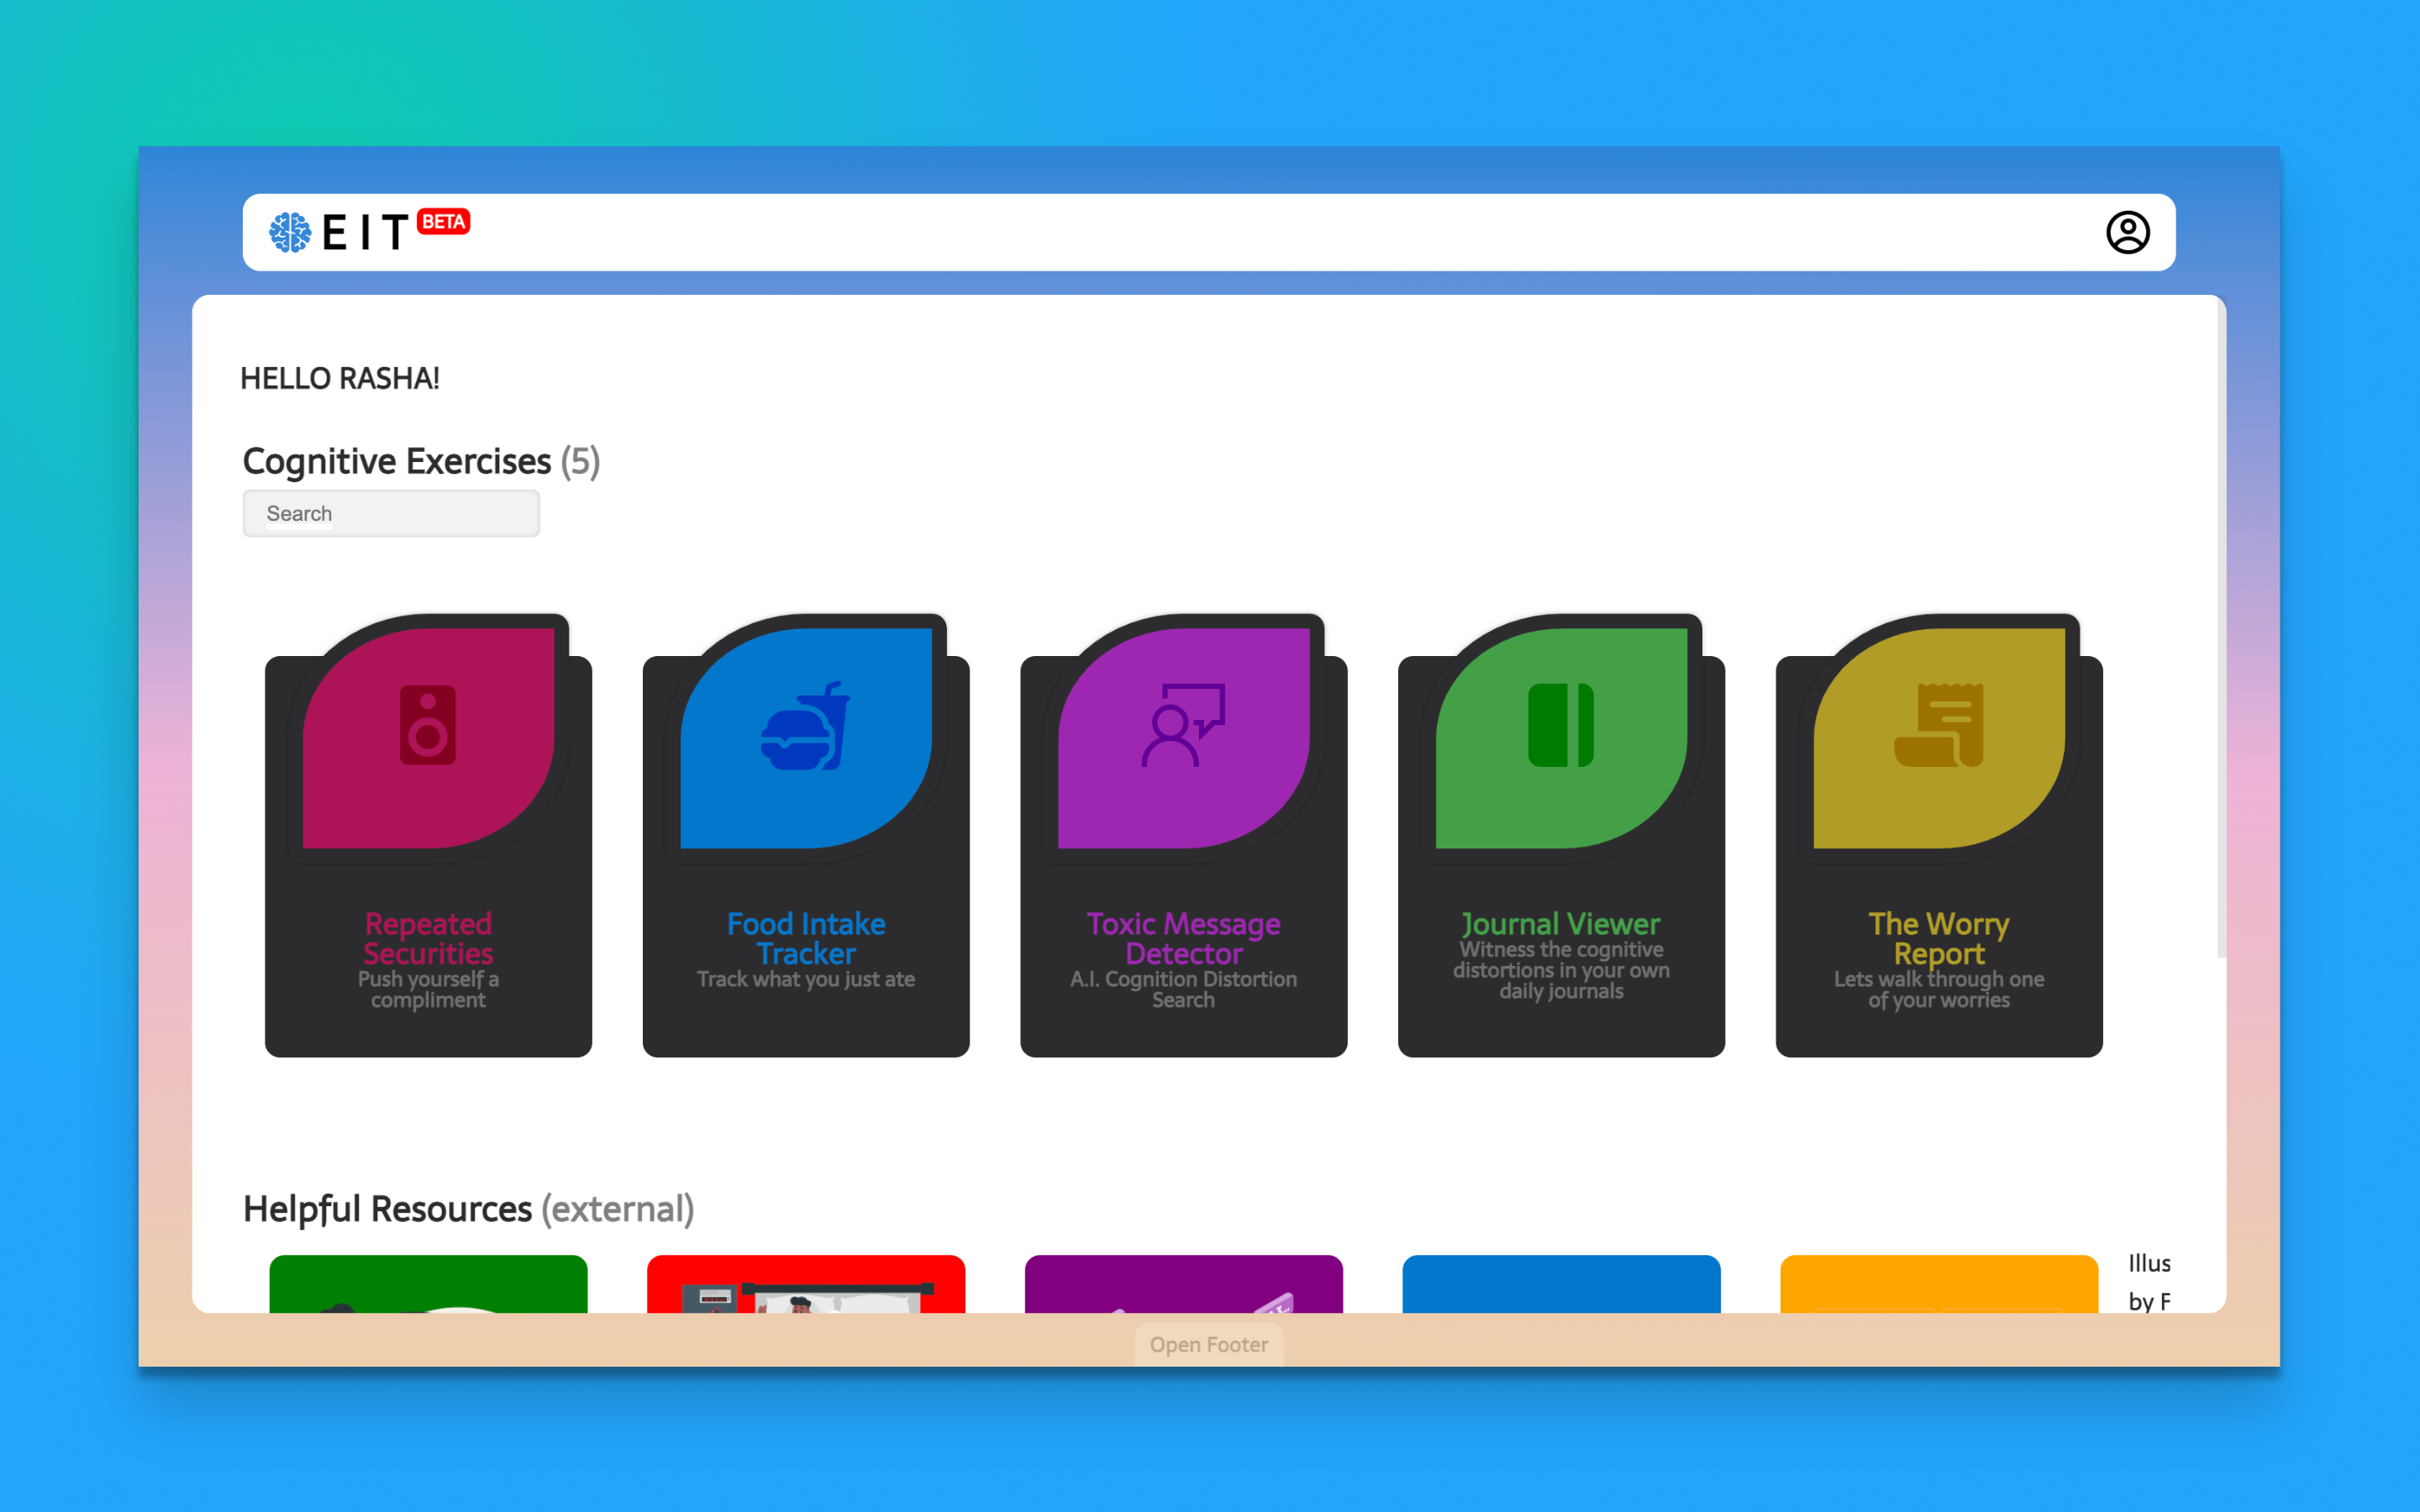 EIT BETA
HELLO RASHA!
Cognitive Exercises (5)
Search
Repeated
Securities
Push yourself a
compliment
Food Intake
Tracker
Track what you just ate
Toxic Message
Detector
A.I. Cognition Distortion
Search
Journal Viewer
Witness the cognitive
distortions in your own
daily journals
The Worry
Report
Lets walk through one
of your worries
Helpful Resources (external)
Illus
by F
Open Footer